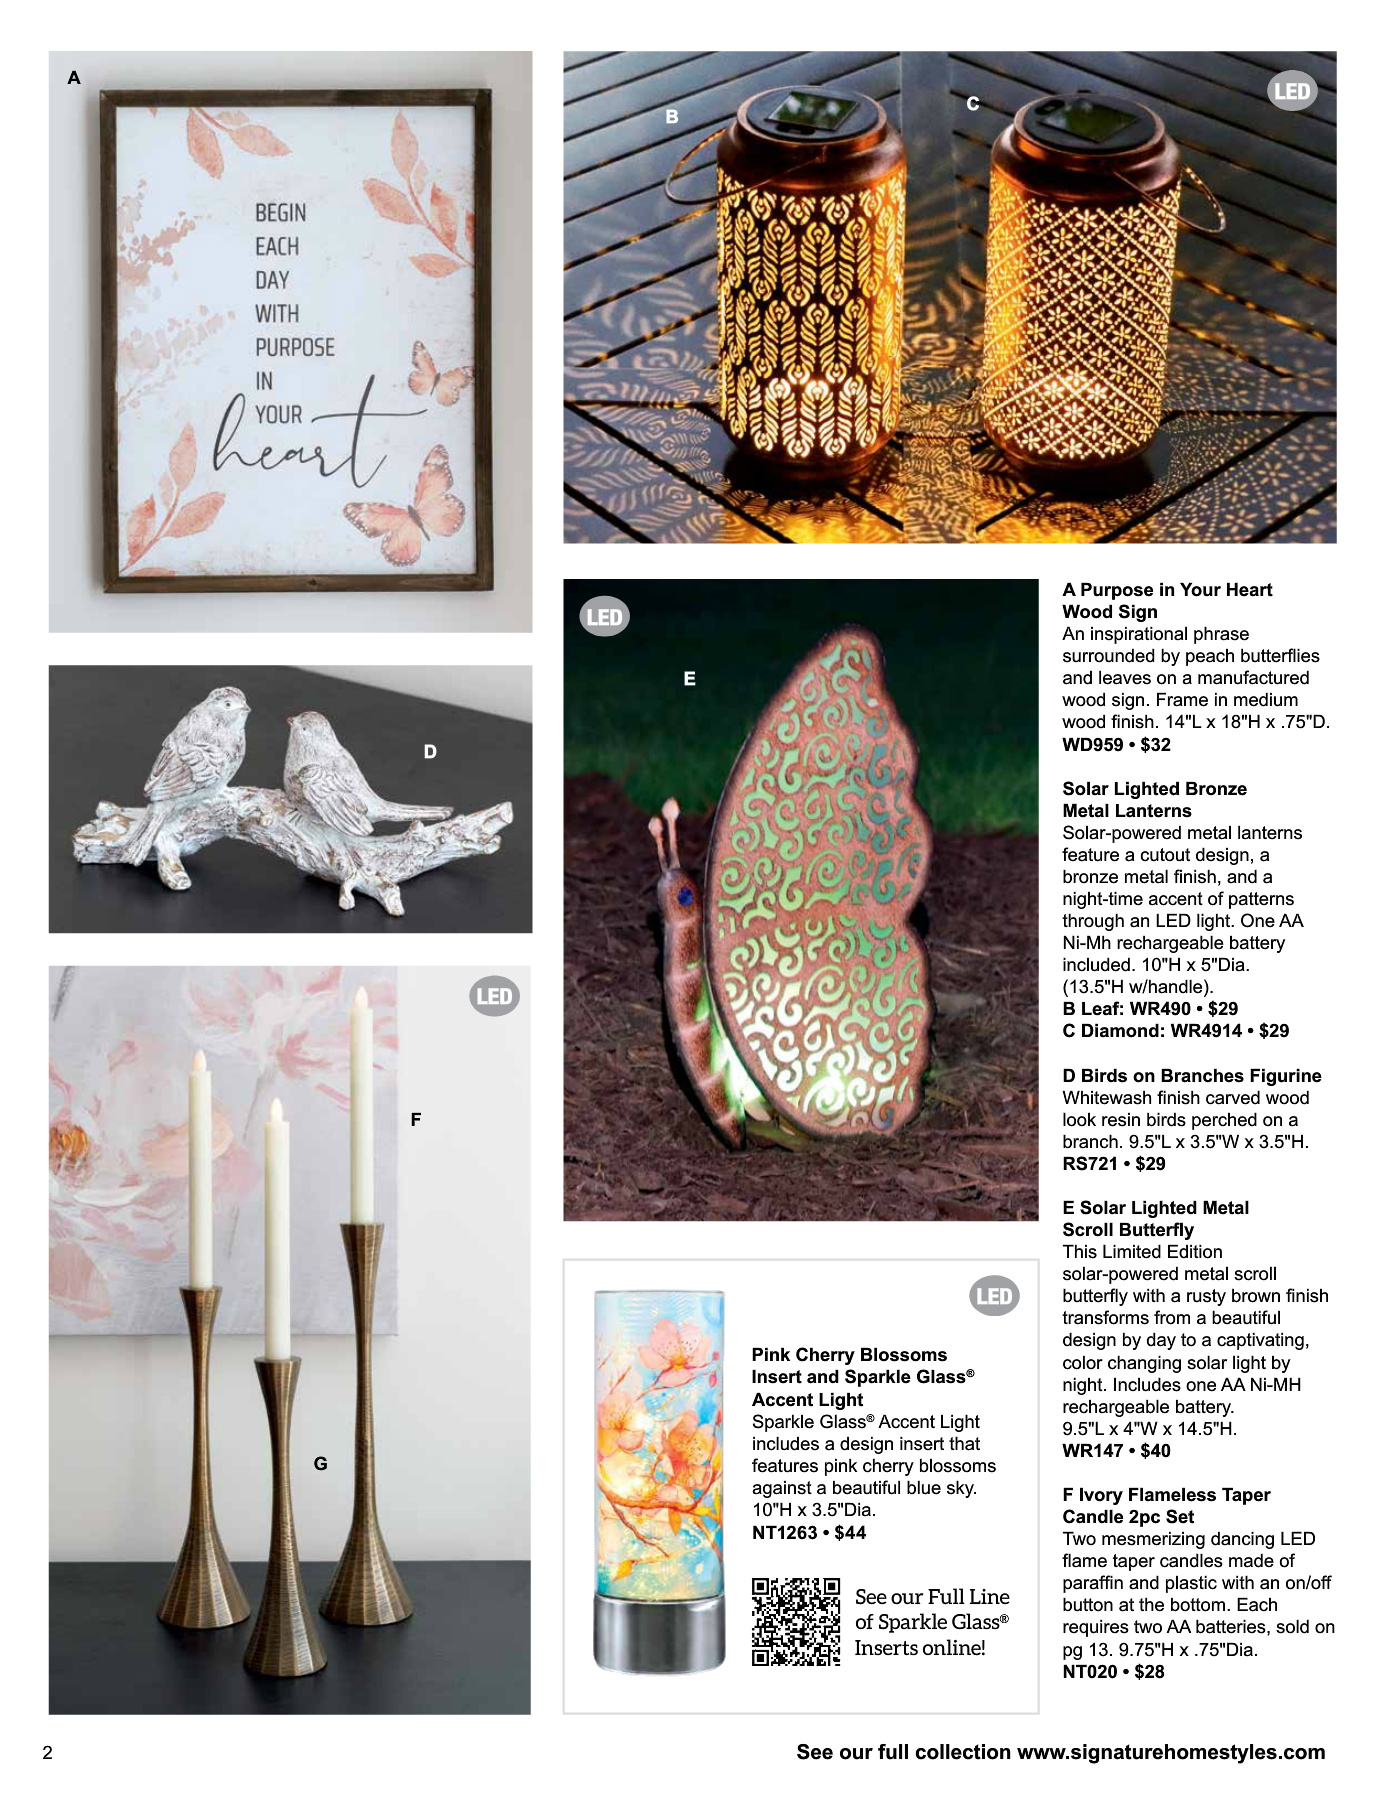 A
BEGIN
EACH
DAY
WITH
PURPOSE
IN
YOUR
heart
B
C
LED
D
LED
E
LED
F
G
A Purpose in Your Heart
Wood Sign
An inspirational phrase
surrounded by peach butterflies
and leaves on a manufactured
wood sign. Frame in medium
wood finish. 14"L x 18"H x .75"D.
WD959 • $32
Solar Lighted Bronze
Metal Lanterns
Solar-powered metal lanterns
feature a cutout design, a
bronze metal finish, and a
night-time accent of patterns
through an LED light. One AA
Ni-Mh rechargeable battery
included. 10"H x 5"Dia.
(13.5"H w/handle).
B Leaf: WR490 • $29
C Diamond: WR4914 • $29
D Birds on Branches Figurine
Whitewash finish carved wood
look resin birds perched on a
branch. 9.5"L x 3.5"W x 3.5"H.
RS721 • $29
E Solar Lighted Metal
Scroll Butterfly
This Limited Edition
solar-powered metal scroll
butterfly with a rusty brown finish
transforms from a beautiful
design by day to a captivating,
color changing solar light by
night. Includes one AA Ni-MH
rechargeable battery.
9.5"L x 4"W x 14.5"H.
WR147 • $40
F Ivory Flameless Taper
Candle 2pc Set
Two mesmerizing dancing LED
flame taper candles made of
paraffin and plastic with an on/off
button at the bottom. Each
requires two AA batteries, sold on
pg 13. 9.75"H x .75"Dia.
NT020 • $28
LED
Pink Cherry Blossoms
Insert and Sparkle Glass®
Accent Light
Sparkle Glass® Accent Light
includes a design insert that
features pink cherry blossoms
against a beautiful blue sky.
10"H x 3.5"Dia.
NT1263 • $44
See our Full Line
of Sparkle Glass®
Inserts online!
2
See our full collection www.signaturehomestyles.com